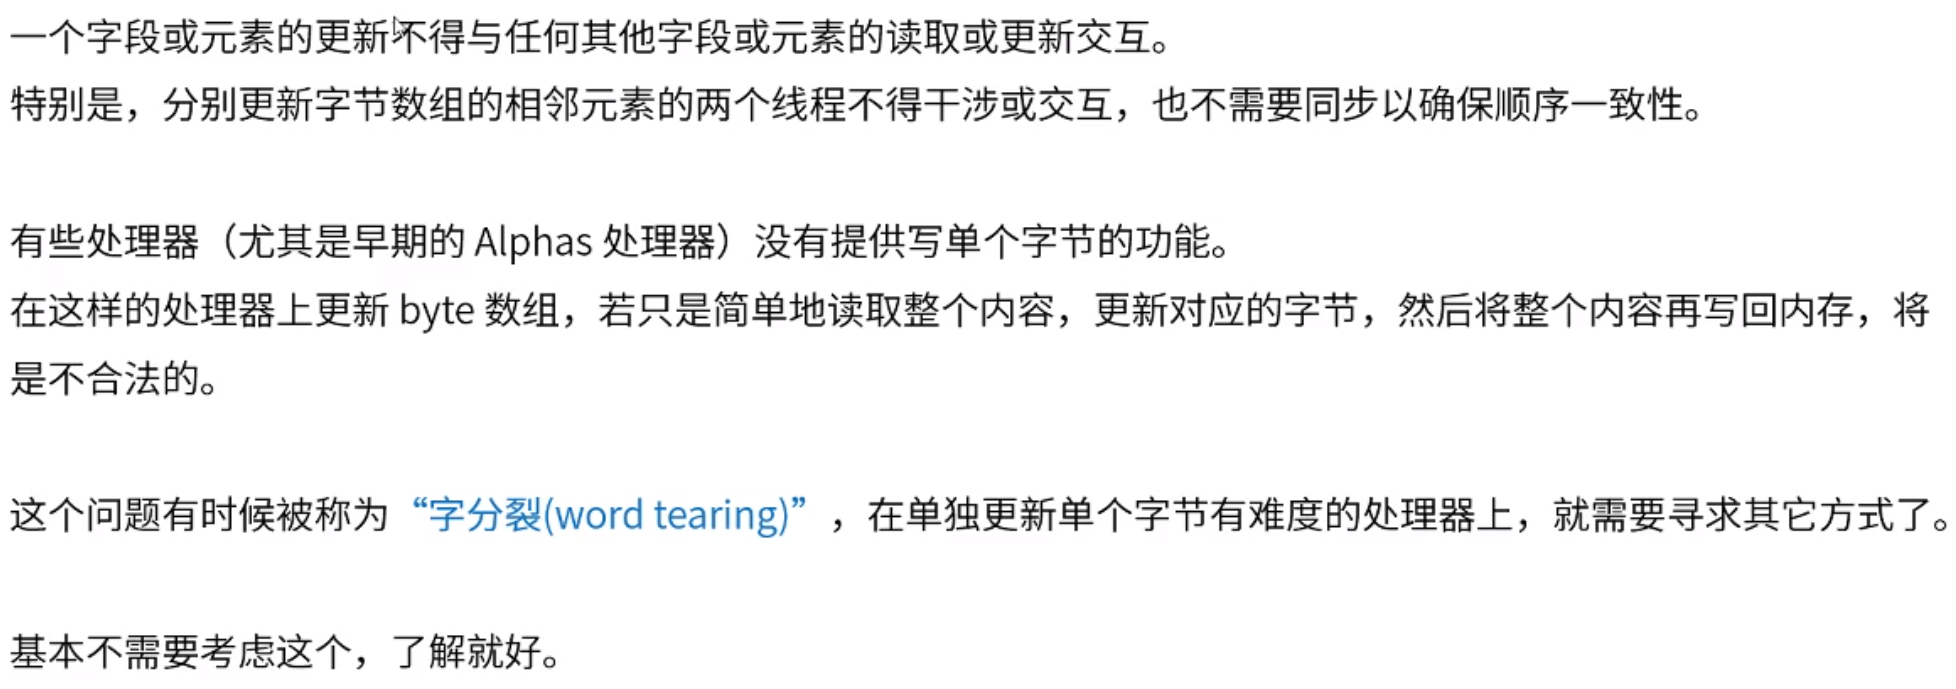 一个字段或元素的更新不得与任何其他字段或元素的读取或更新交互。
特别是，分别更新字节数组的相邻元素的两个线程不得干涉或交互，也不需要同步以确保顺序一致性。
有些处理器（尤其是早期的 Alphas 处理器）没有提供写单个字节的功能。
在这样的处理器上更新 byte 数组，若只是简单地读取整个内容，更新对应的字节，然后将整个内容再写回内存，将
是不合法的。
这个问题有时候被称为“字分裂(word tearing)”，在单独更新单个字节有难度的处理器上，就需要寻求其它方式了。
基本不需要考虑这个，了解就好。